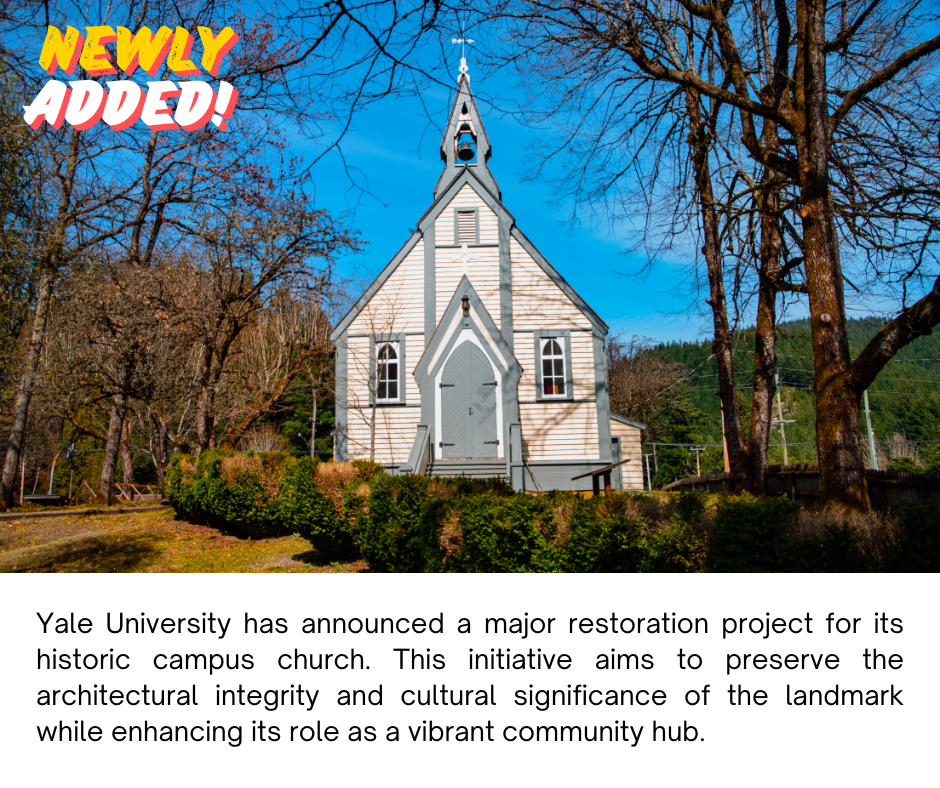 NEWLY
ADDED!
Yale University has announced a major restoration project for its
historic campus church. This initiative aims to preserve the
architectural integrity and cultural significance of the landmark
while enhancing its role as a vibrant community hub.